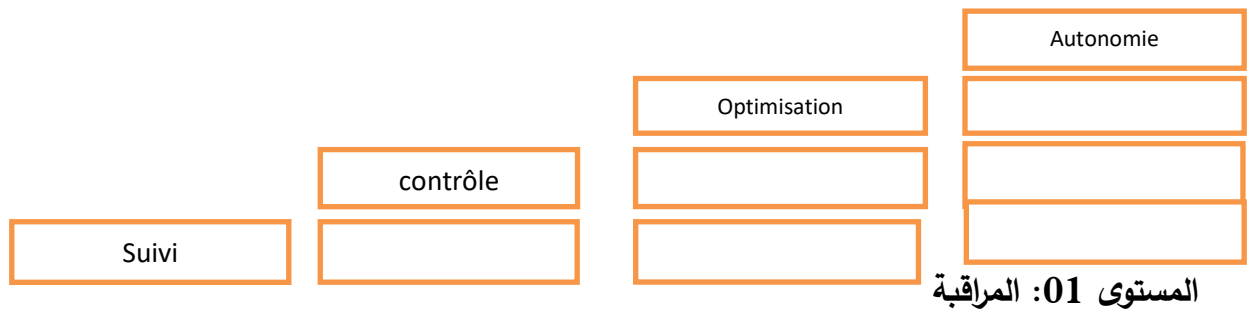 Autonomie
Optimisation
contrôle
Suivi
المستوى 01: المراقبة